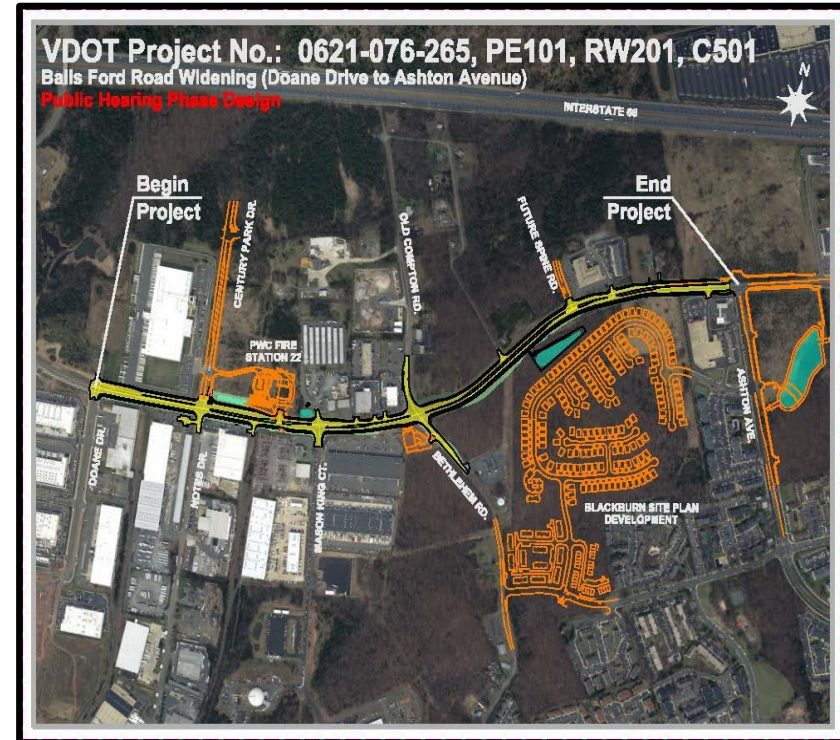 VDOT Project No.: 0621-076-265, PE101, RW201, C501
Balls Ford Road Widening (Doane Drive to Ashton Avenue)
Public Hearing Phase Design
N
INTERSTATE 66
Begin
Project
End
Project
CENTURY PARK DR.
OLD COMPTON RD.
FUTURE SPINE RD.
PWC FIRE
STATION 22
DOANE DR.
NOTES DR.
MASON KING CT.
BETHLEHEM RD.
ASHTON AVE.
BLACKBURN SITE PLAN
DEVELOPMENT